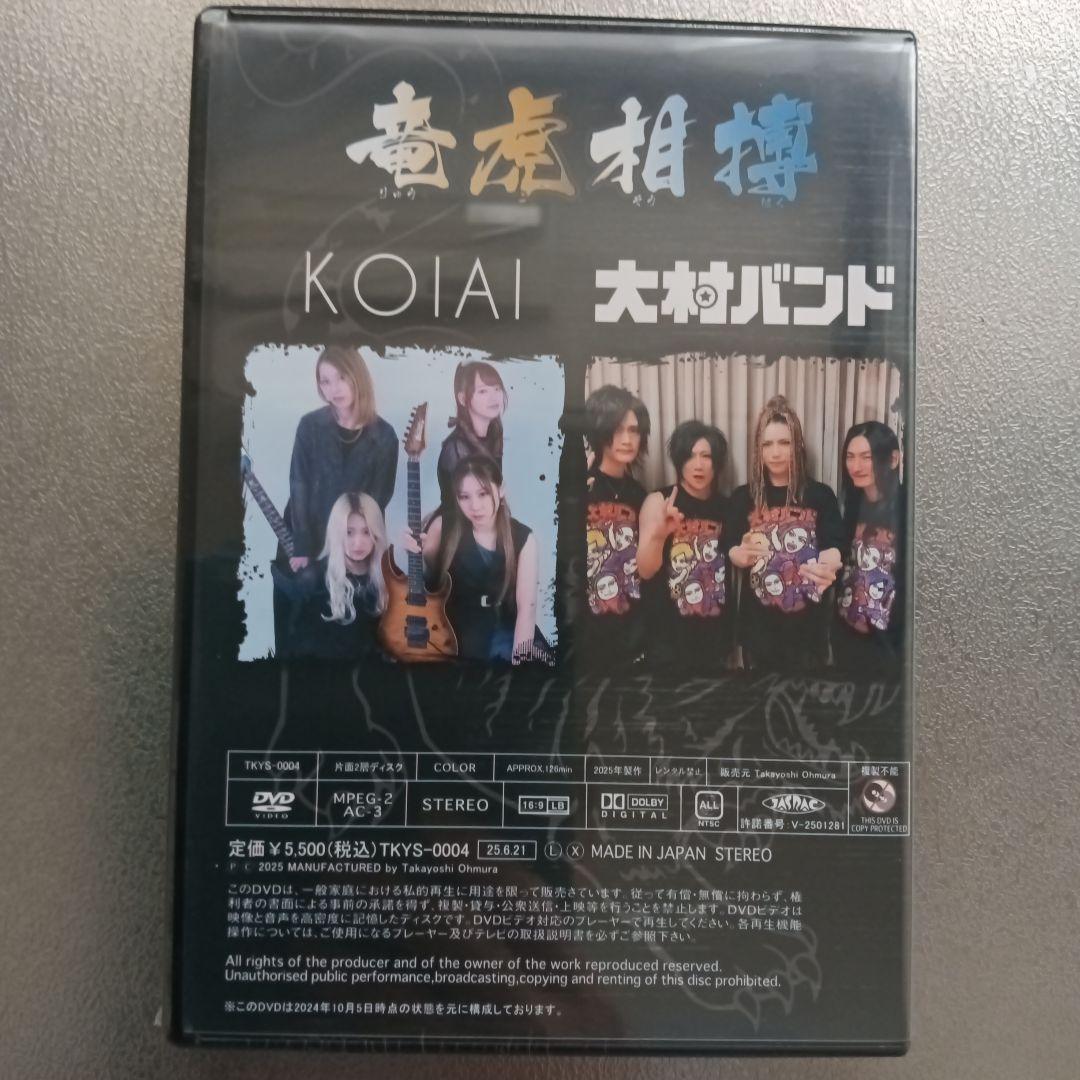 竜虎相搏
りゅう こ そう はく
KOIAI 大村バンド
TKYS-0004 片面2層ディスク COLOR APPROX.126min 2025年製作 レンタル禁止 販売元 Takayoshi Ohmura 複製不能
DVD VIDEO MPEG-2 AC-3 STEREO 16:9 LB DOLBY DIGITAL ALL NTSC JASRAC 許諾番号:V-2501281 THIS DVD IS COPY PROTECTED
定価¥5,500(税込)TKYS-0004 25.6.21 L X MADE IN JAPAN STEREO
P C 2025 MANUFACTURED by Takayoshi Ohmura
このDVDは、一般家庭における私的再生に用途を限って販売さています。従って有償・無償に拘わらず、権
利者の書面による事前の承諾を得ず、複製・貸与・公衆送信・上映等を行うことを禁止します。DVDビデオは
映像と音声を高密度に記憶したディスクです。DVDビデオ対応のプレーヤーで再生してください。各再生機能
操作については、ご使用になるプレーヤー及びテレビの取扱説明書を必ずご参照下さい。
All rights of the producer and of the owner of the work reproduced reserved.
Unauthorised public performance,broadcasting,copying and renting of this disc prohibited.
※このDVDは2024年10月5日時点の状態を元に構成しております。